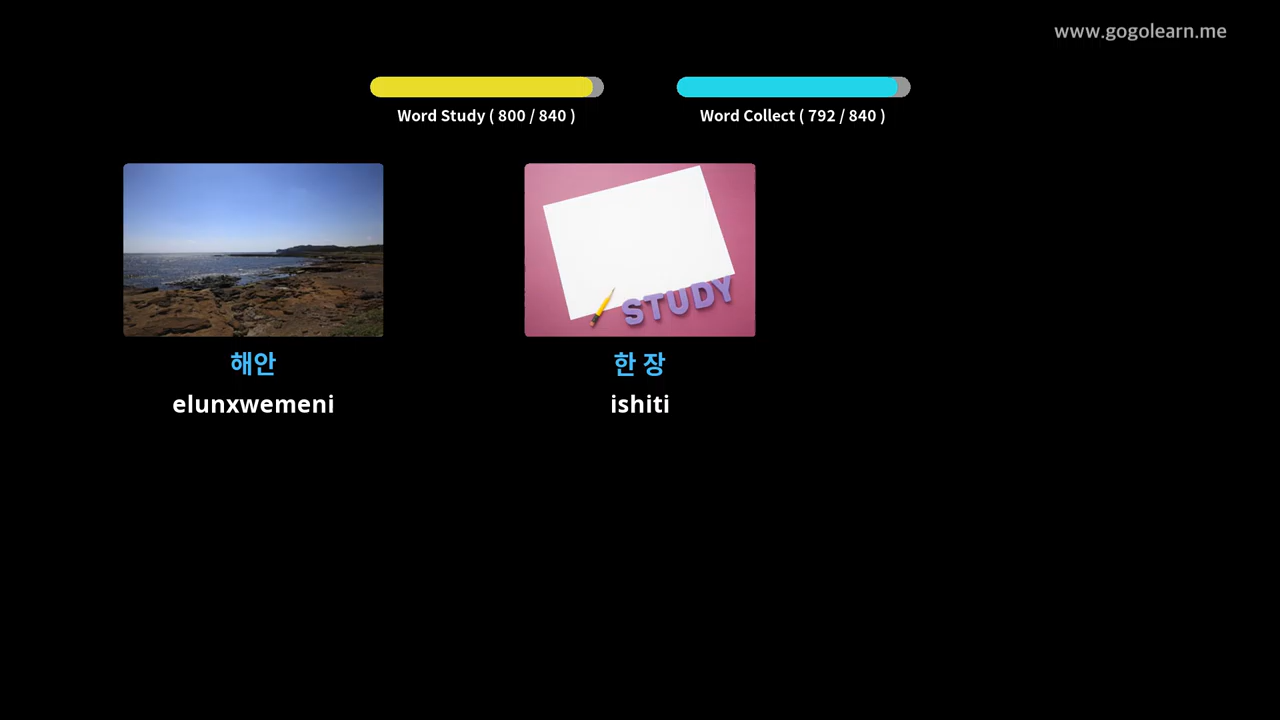 www.gogolearn.me
Word Study ( 800 / 840 )
Word Collect ( 792 / 840 )
STUDY
해안
한 장
elunxwemeni
ishiti